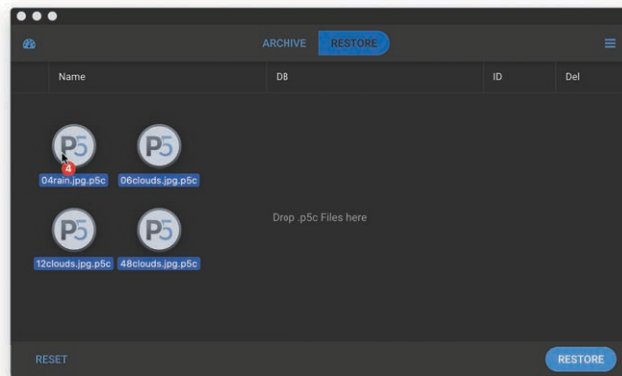 ARCHIVE RESTORE
Name DB ID Del
P5 P5
4
04rain.jpg.p5c 06clouds.jpg.p5c
P5 P5
Drop .p5c Files here
12clouds.jpg.p5c 48clouds.jpg.p5c
RESET RESTORE